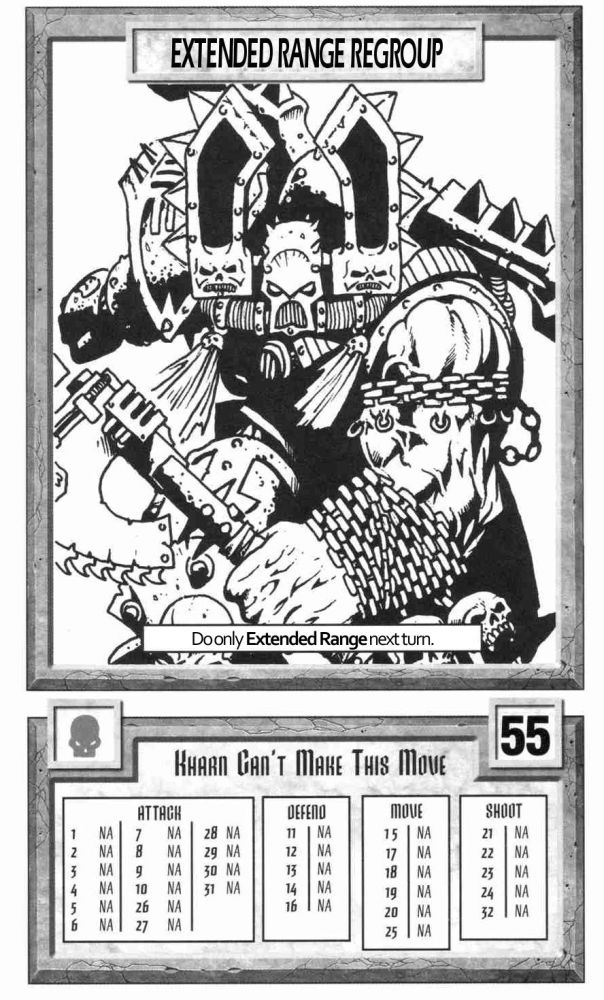 EXTENDED RANGE REGROUP
Do only Extended Range next turn.
55
Kharn Can't Make This Move
ATTACK
1 NA 7 NA 28 NA
2 NA 8 NA 29 NA
3 NA 9 NA 30 NA
4 NA 10 NA 31 NA
5 NA 26 NA
6 NA 27 NA
DEFEND
11 NA
12 NA
13 NA
14 NA
16 NA
MOVE
15 NA
17 NA
18 NA
19 NA
20 NA
25 NA
SHOOT
21 NA
22 NA
23 NA
24 NA
32 NA